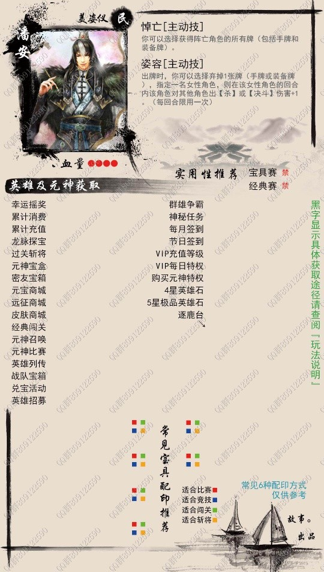 潘安
美姿仪
民
悼亡[主动技]
你可以选择获得阵亡角色的所有牌（包括手牌和装备牌）。
姿容[主动技]
出牌时，你可以选择弃掉1张牌（手牌或装备牌），指定一名女性角色，则在该女性角色的回合内该角色对其他角色出【杀】或【决斗】伤害+1（每回合限用一次）
血量
实用性推荐
宝具赛 禁
经典赛 禁
英雄及元神获取
幸运摇奖
累计消费
累计充值
龙脉探宝
过关斩将
元神宝盒
密友宝箱
元宝商城
远征商城
皮肤商城
经典闯关
元神召唤
元神比赛
英雄列传
战队宝箱
兑宝活动
英雄招募
群雄争霸
神秘任务
每月签到
节日签到
VIP充值等级
VIP每日特权
购买元神特权
4星英雄石
5星极品英雄石
逐鹿台
黑字显示具体获取途径请查阅『玩法说明』
常见宝具配印推荐
适合比赛
适合竞技
适合闯关
适合斩将
常见6种配印方式
仅供参考
故事。
出品